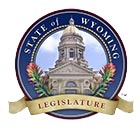 STATE of WYOMING
LEGISLATURE